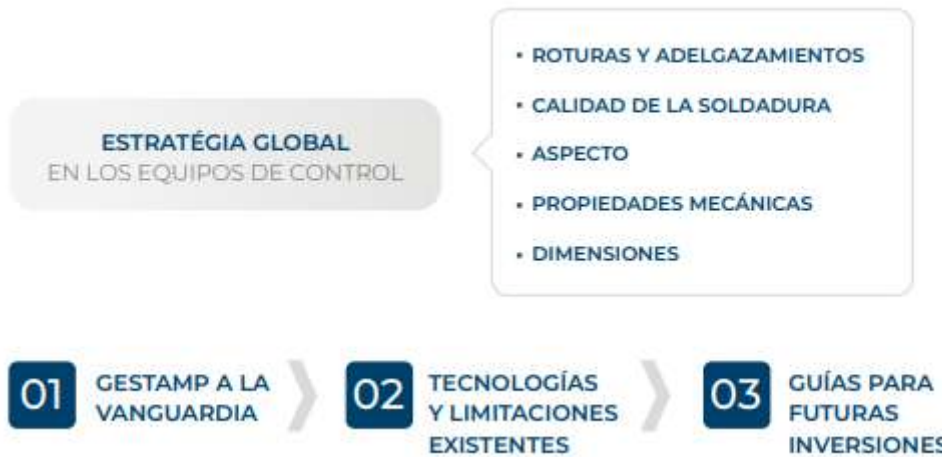 ESTRATÉGIA GLOBAL
EN LOS EQUIPOS DE CONTROL
• ROTURAS Y ADELGAZAMIENTOS
• CALIDAD DE LA SOLDADURA
• ASPECTO
• PROPIEDADES MECÁNICAS
• DIMENSIONES
01
GESTAMP A LA
VANGUARDIA
02
TECNOLOGÍAS
Y LIMITACIONES
EXISTENTES
03
GUÍAS PARA
FUTURAS
INVERSIONES